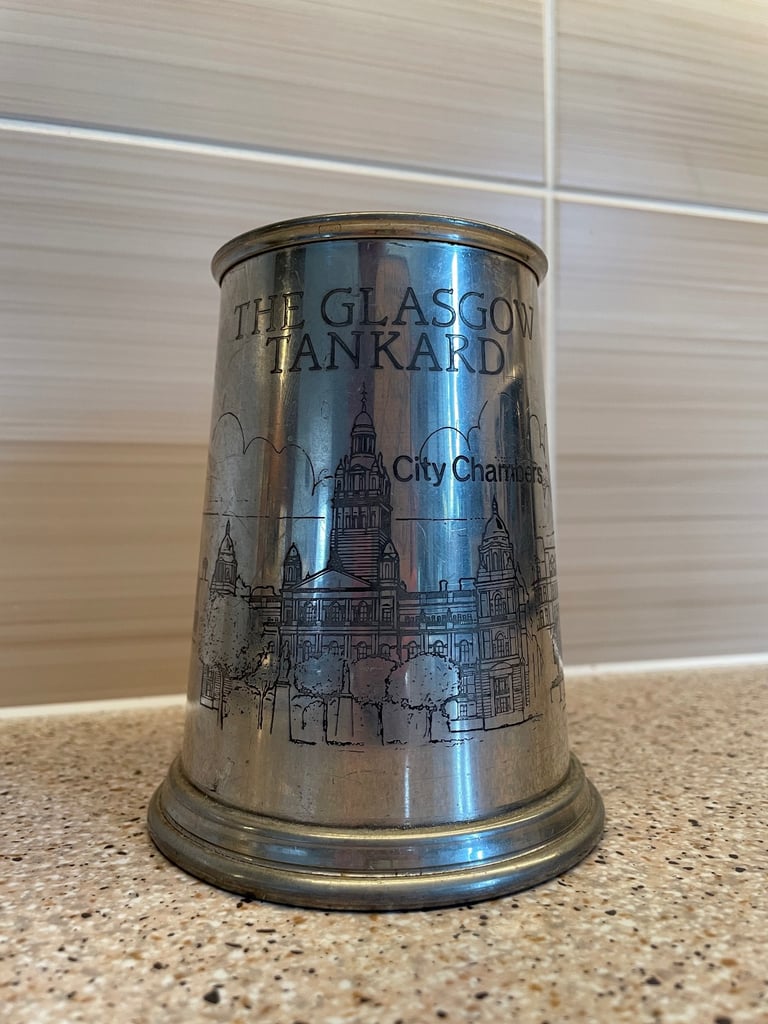 THE GLASGOW
TANKARD
City Chambers